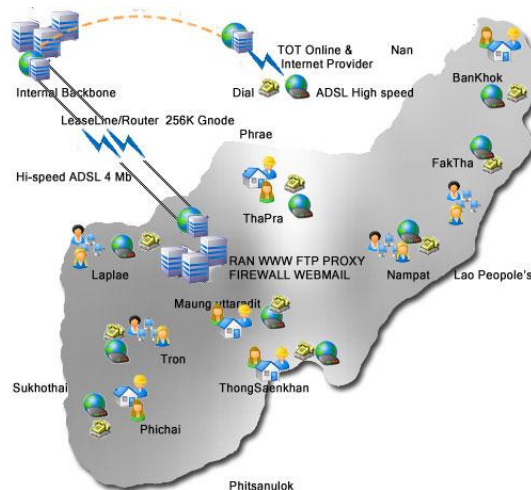 TOT Online &
Internet Provider
Nan
BanKhok
Internal Backbone
Dial
ADSL High speed
LeaseLine/Router 256K Gnode
Phrae
FakTha
Hi-speed ADSL 4 Mb
ThaPra
RAN WWW FTP PROXY
FIREWALL WEBMAIL
Laplae
Nampat
Lao Peopole's
Maung uttaradit
Tron
Sukhothai
ThongSaenkhan
Phichai
Phitsanulok